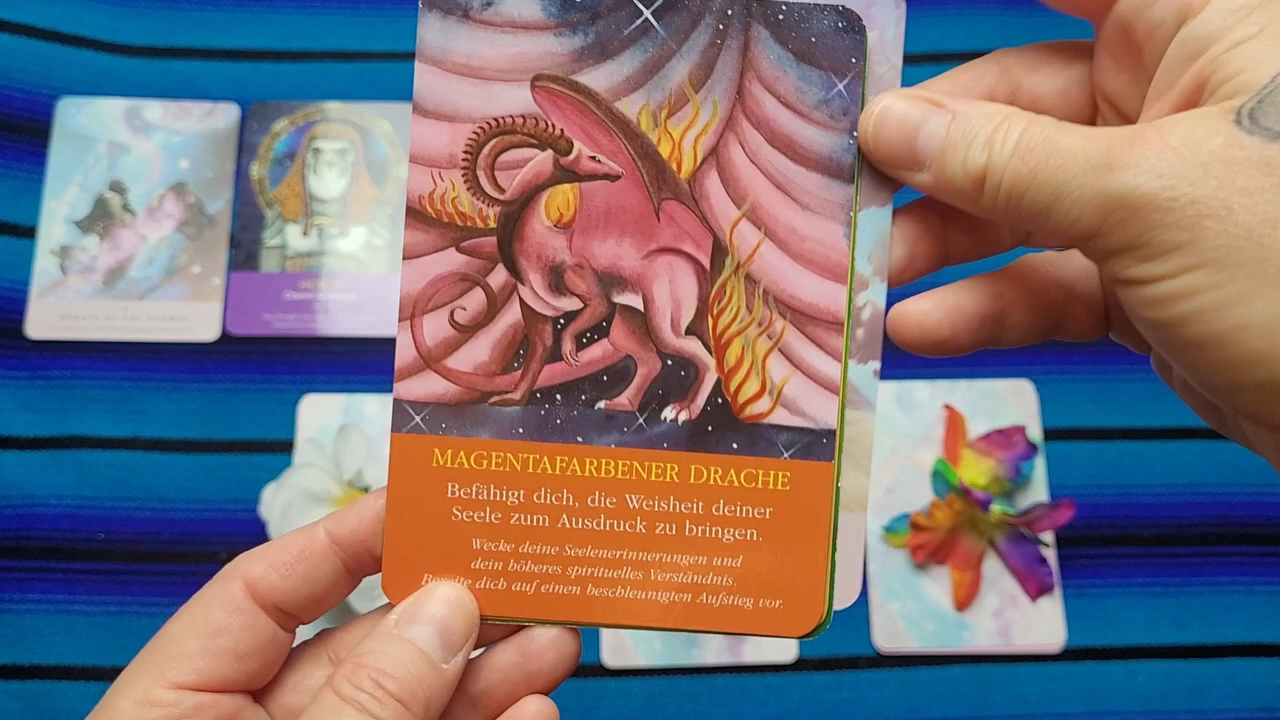 MAGENTAFARBENER DRACHE
Befähigt dich, die Weisheit deiner
Seele zum Ausdruck zu bringen.
Wecke deine Seelenerinnerungen und
dein höheres spirituelles Verständnis.
Bereite dich auf einen beschleunigten Aufstieg vor.